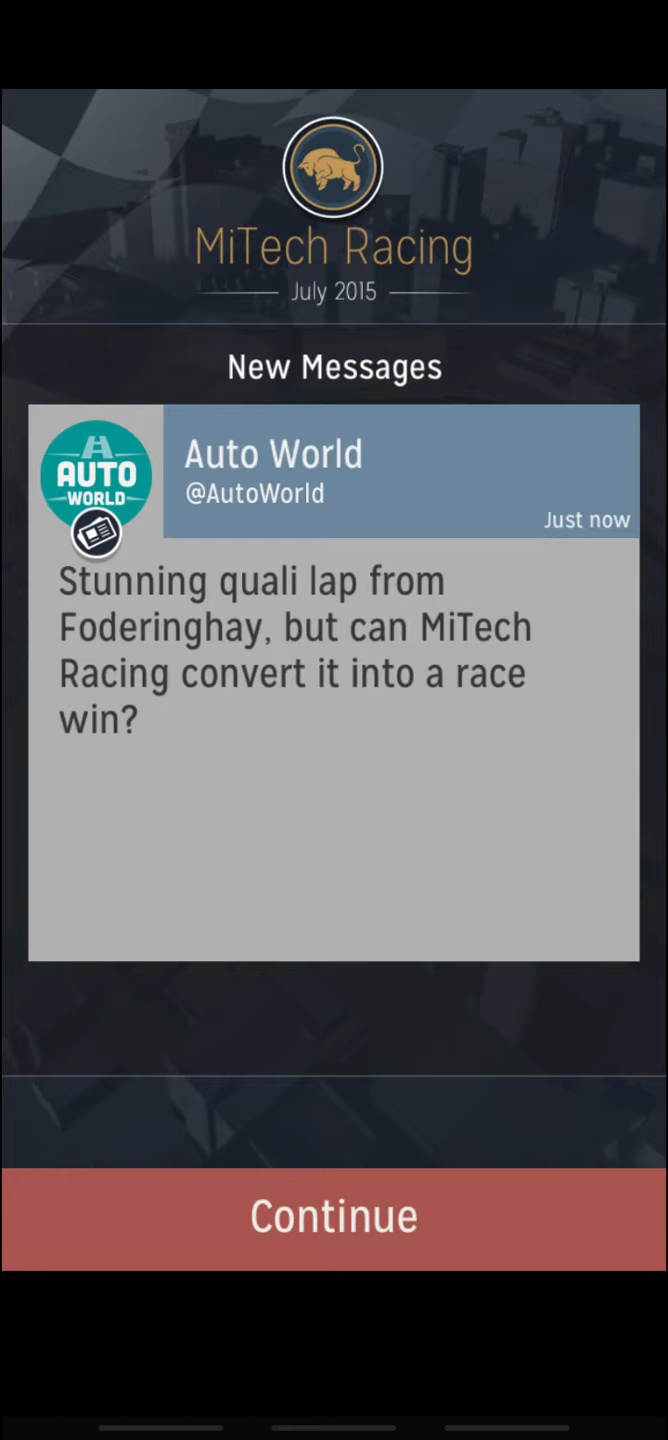 MiTech Racing
July 2015
New Messages
AUTO
WORLD
Auto World
@AutoWorld
Just now
Stunning quali lap from
Foderinghay, but can MiTech
Racing convert it into a race
win?
Continue